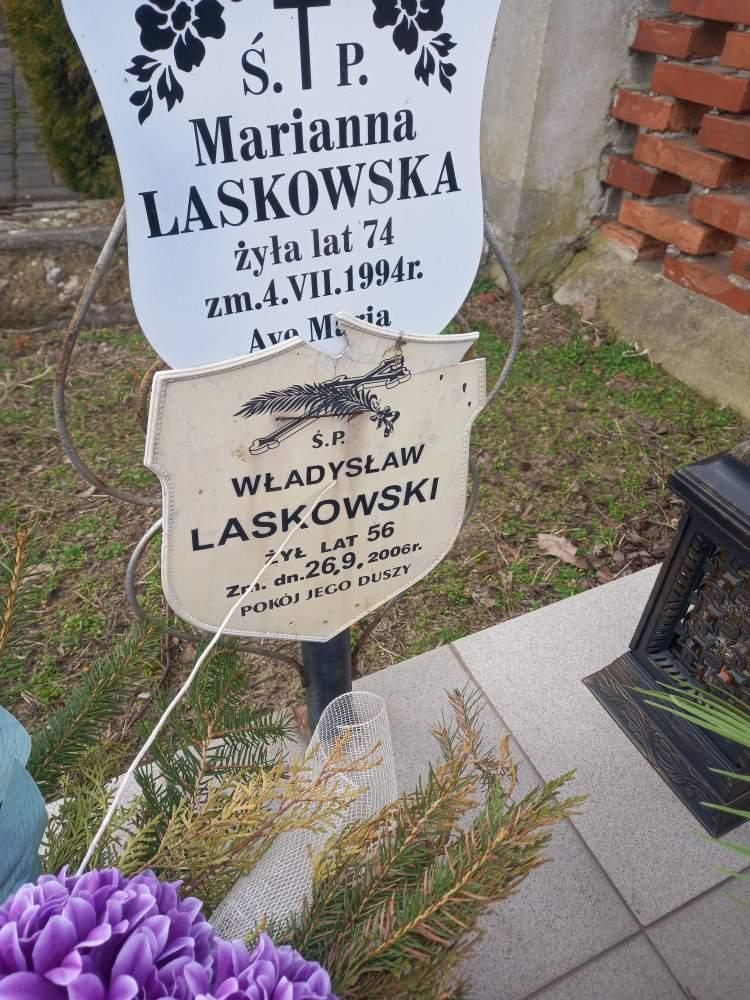 Ś. P.
Marianna
LASKOWSKA
żyła lat 74
zm.4.VII.1994r.
Ave Maria
Ś.P.
WŁADYSŁAW
LASKOWSKI
ŻYŁ LAT 56
Zm. dn.26.9. 2006r.
POKÓJ JEGO DUSZY